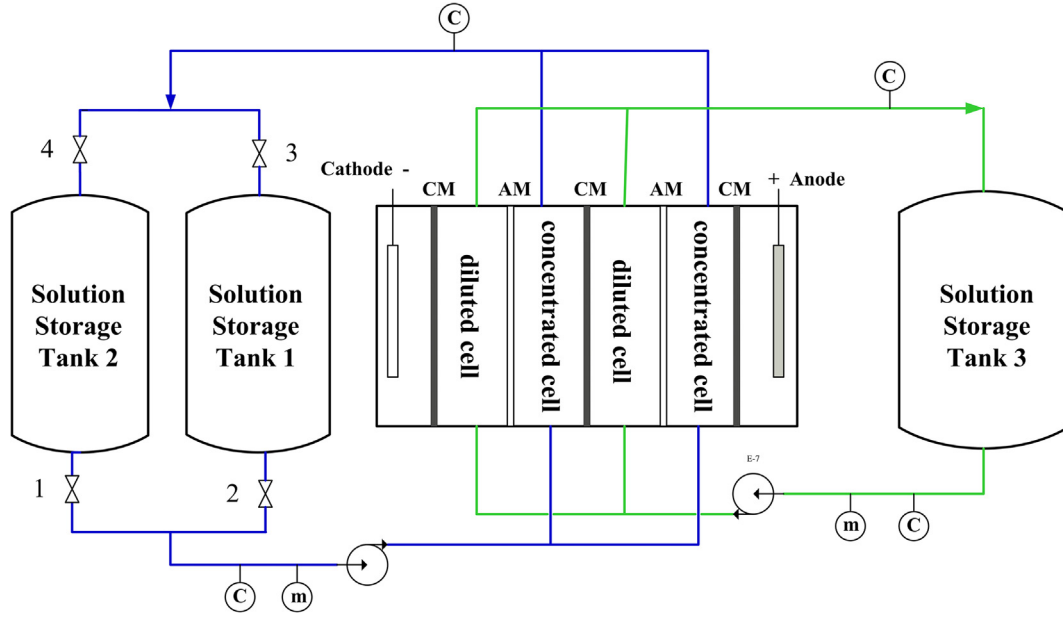 C
C
4
3
Cathode -
CM
AM
CM
AM
CM
+ Anode
Solution
Storage
Tank 2
Solution
Storage
Tank 1
diluted cell
concentrated cell
diluted cell
concentrated cell
Solution
Storage
Tank 3
1
2
E-7
m
C
C
m